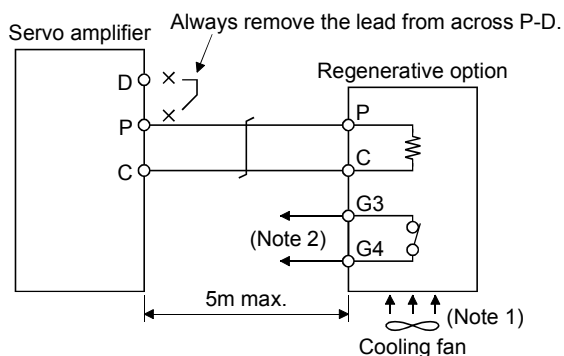 Always remove the lead from across P-D.
Servo amplifier
Regenerative option
D
P
P
C
C
G3
(Note 2)
G4
5m max.
(Note 1)
Cooling fan